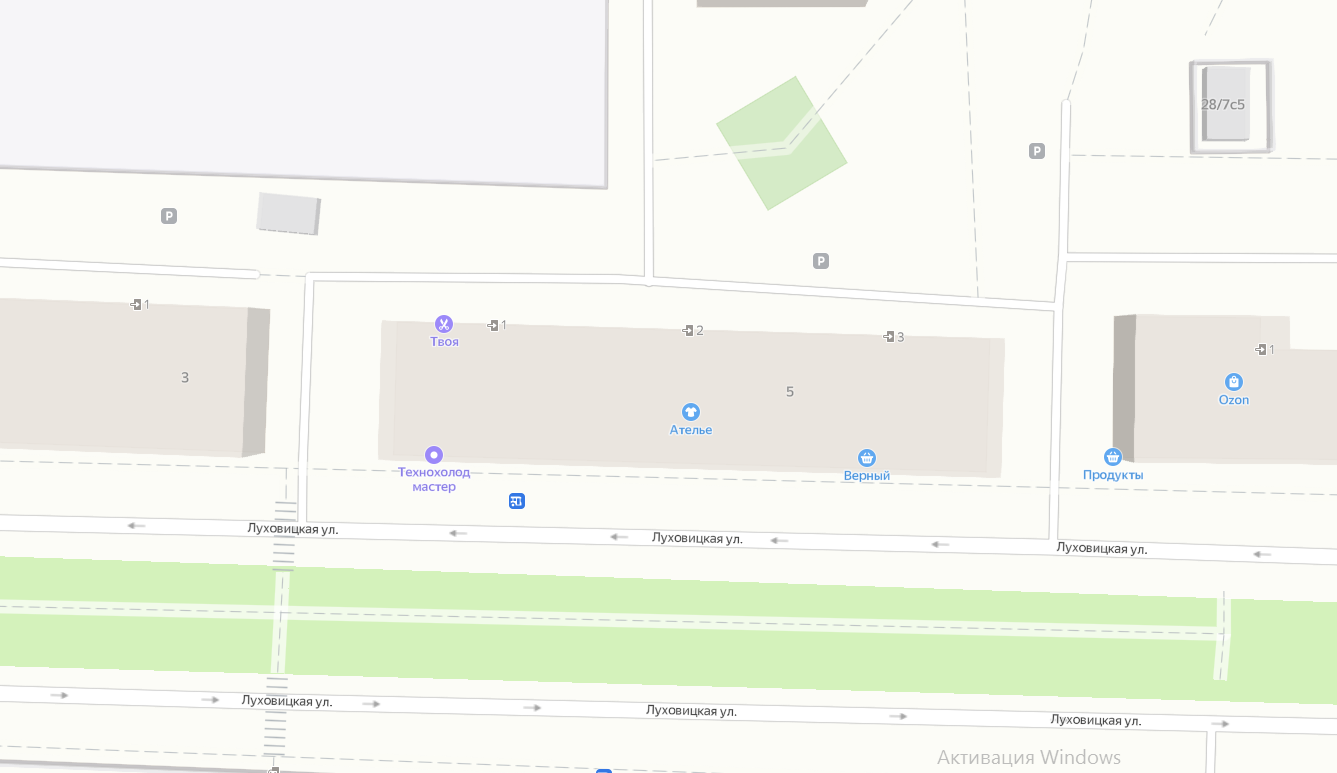 28/7с5
P
P
P
1
1
2
3
1
Твоя
3
5
Ozon
Ателье
Технохолод
мастер
Верный
Продукты
Луховицкая ул.
Луховицкая ул.
Луховицкая ул.
Луховицкая ул.
Луховицкая ул.
Луховицкая ул.
Активация Windows